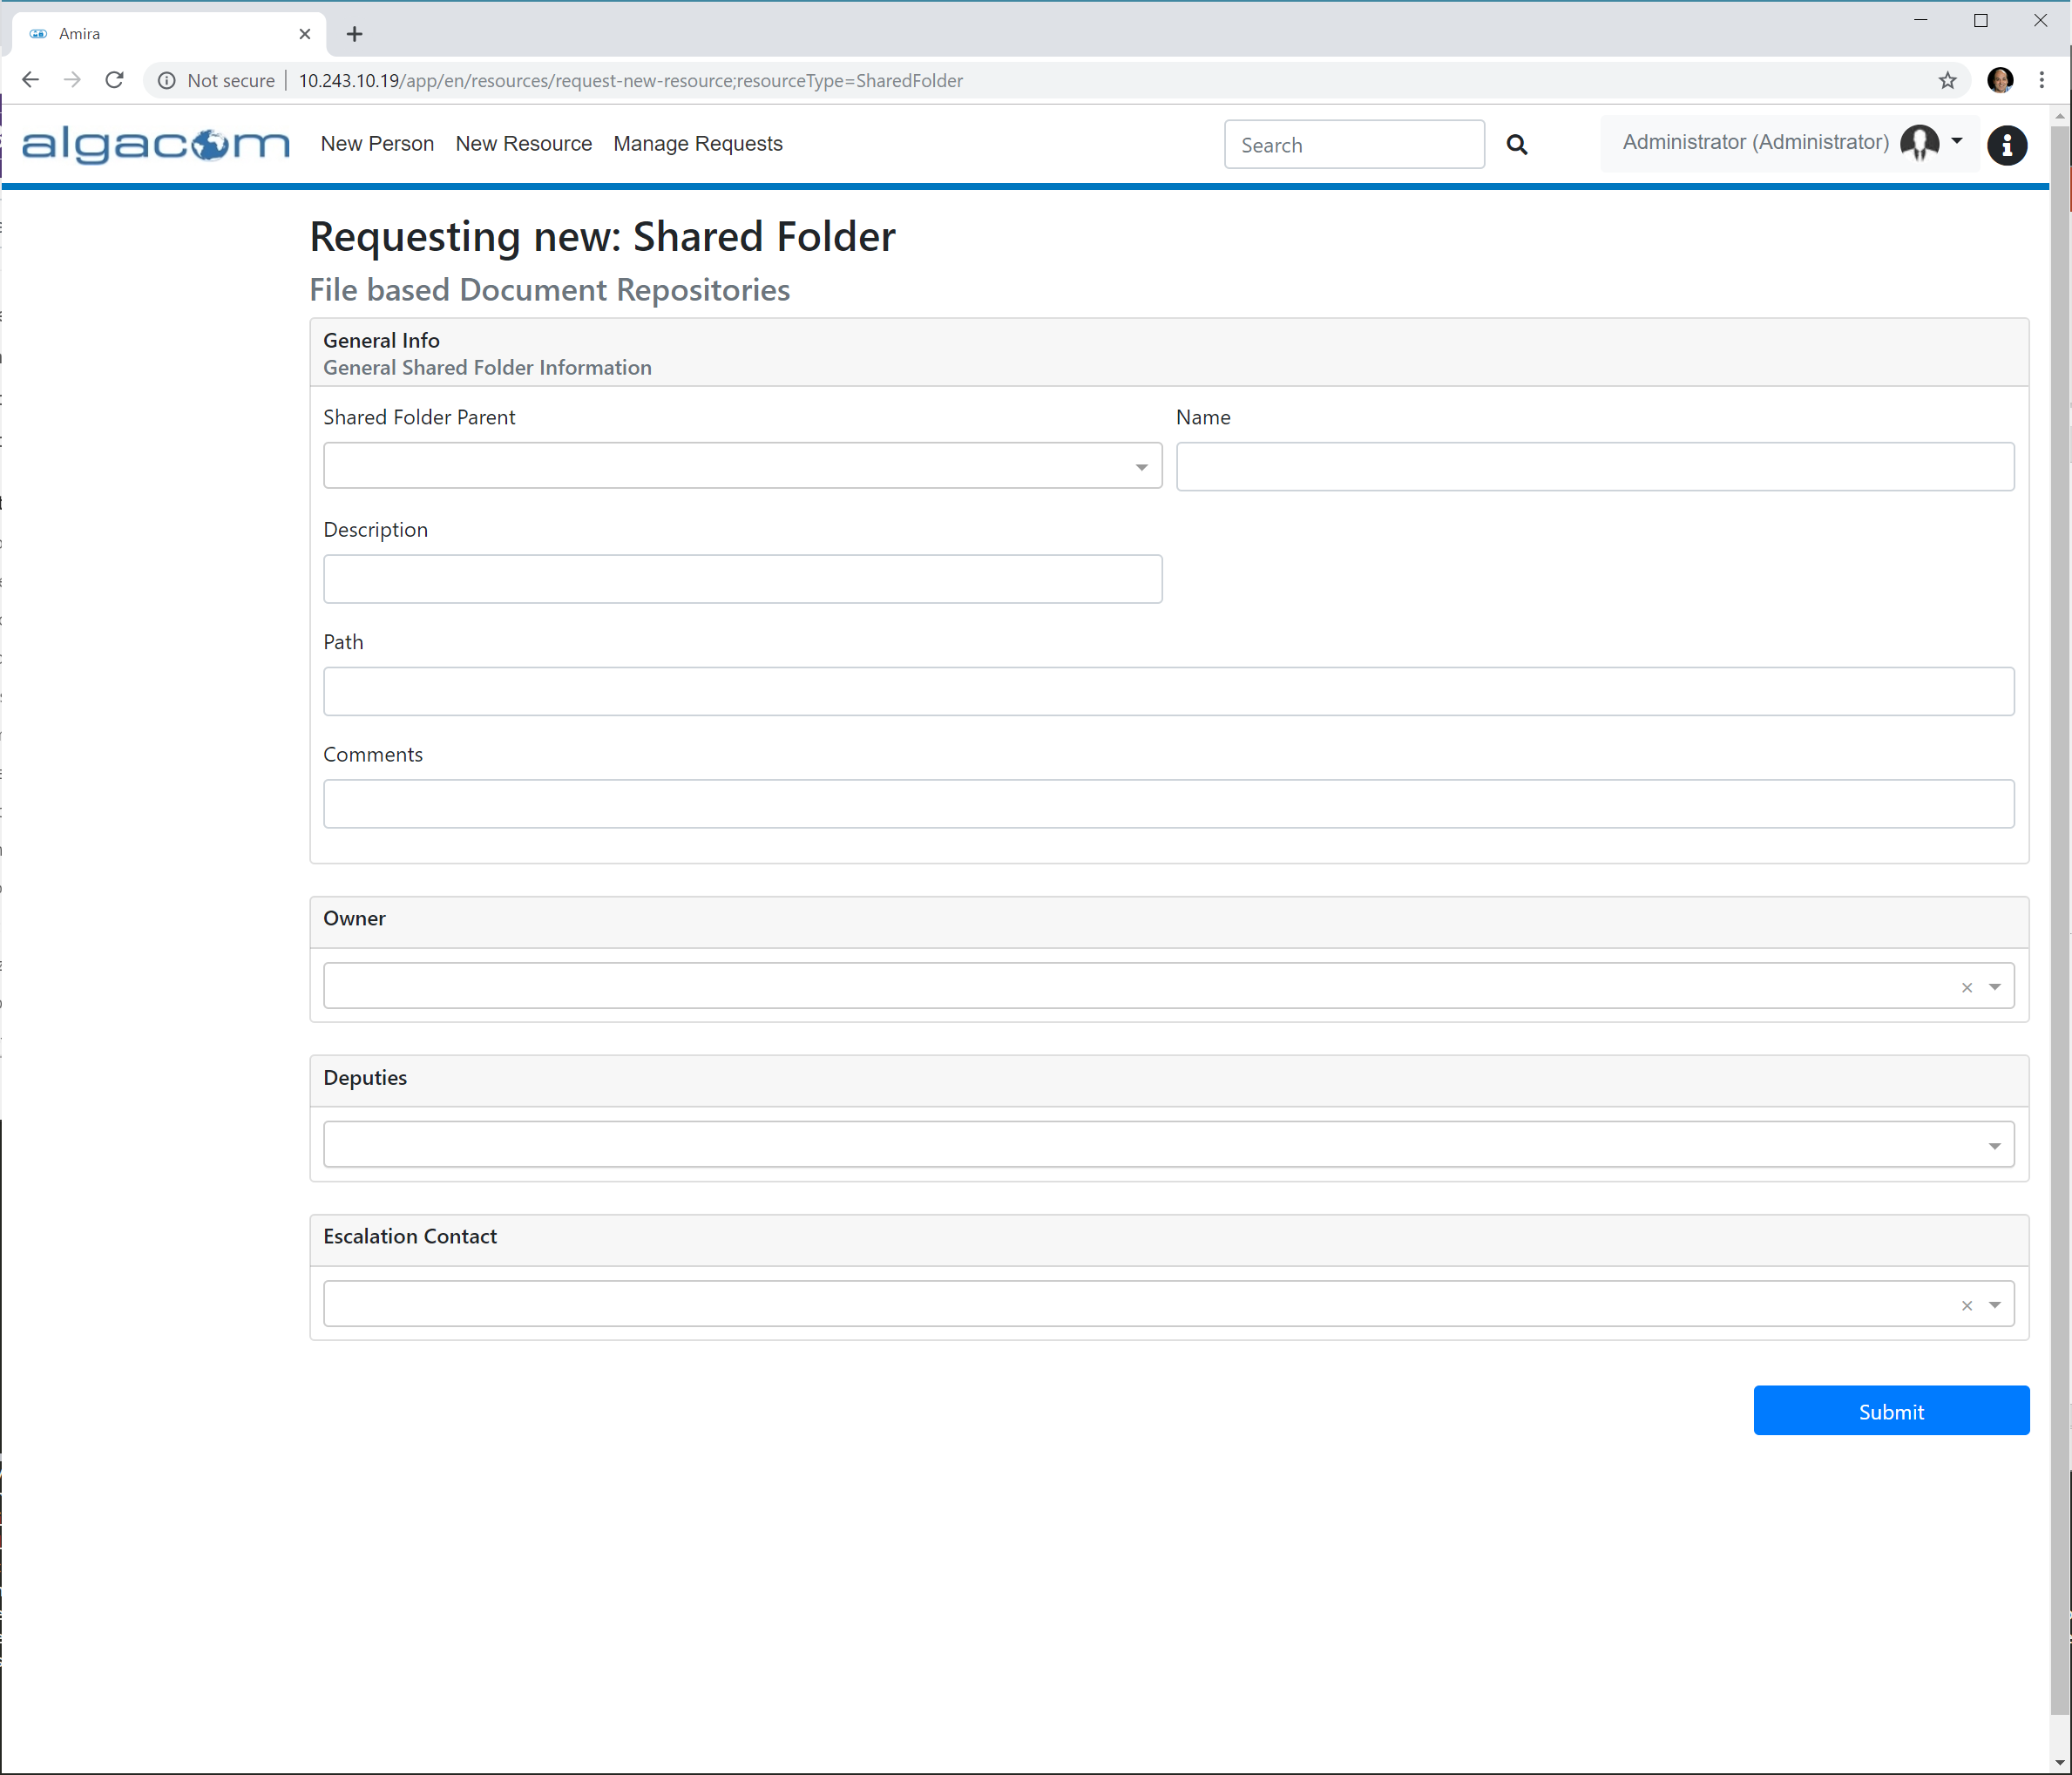 Amira
Not secure | 10.243.10.19/app/en/resources/request-new-resource;resourceType=SharedFolder
algacom New Person New Resource Manage Requests Search Administrator (Administrator)
Requesting new: Shared Folder
File based Document Repositories
General Info
General Shared Folder Information
Shared Folder Parent Name
Description
Path
Comments
Owner
Deputies
Escalation Contact
Submit